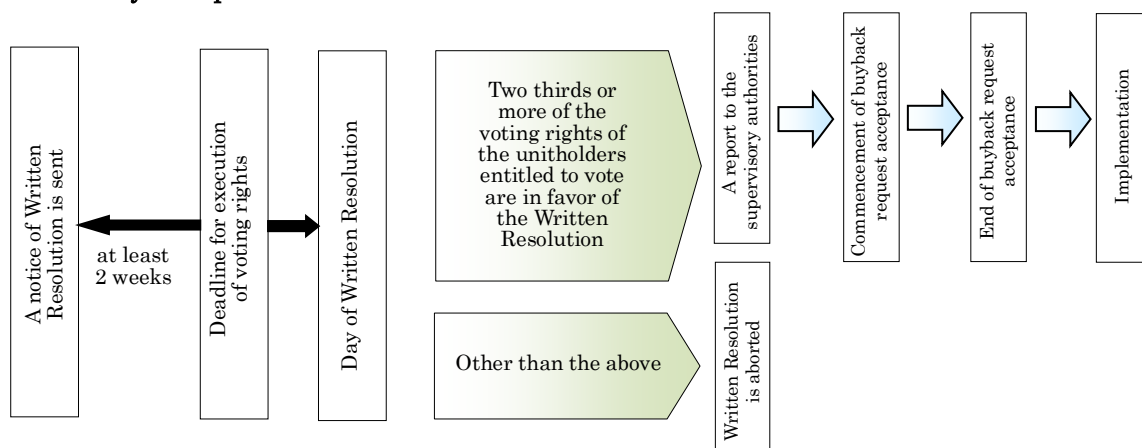 A notice of Written
Resolution is sent
at least
2 weeks
Deadline for execution
of voting rights
Day of Written Resolution
Two thirds or
more of the
voting rights of
the unitholders
entitled to vote
are in favor of
the Written
Resolution
Other than the above
A report to the
supervisory authorities
Written Resolution
is aborted
Commencement of buyback
request acceptance
End of buyback request
acceptance
Implementation